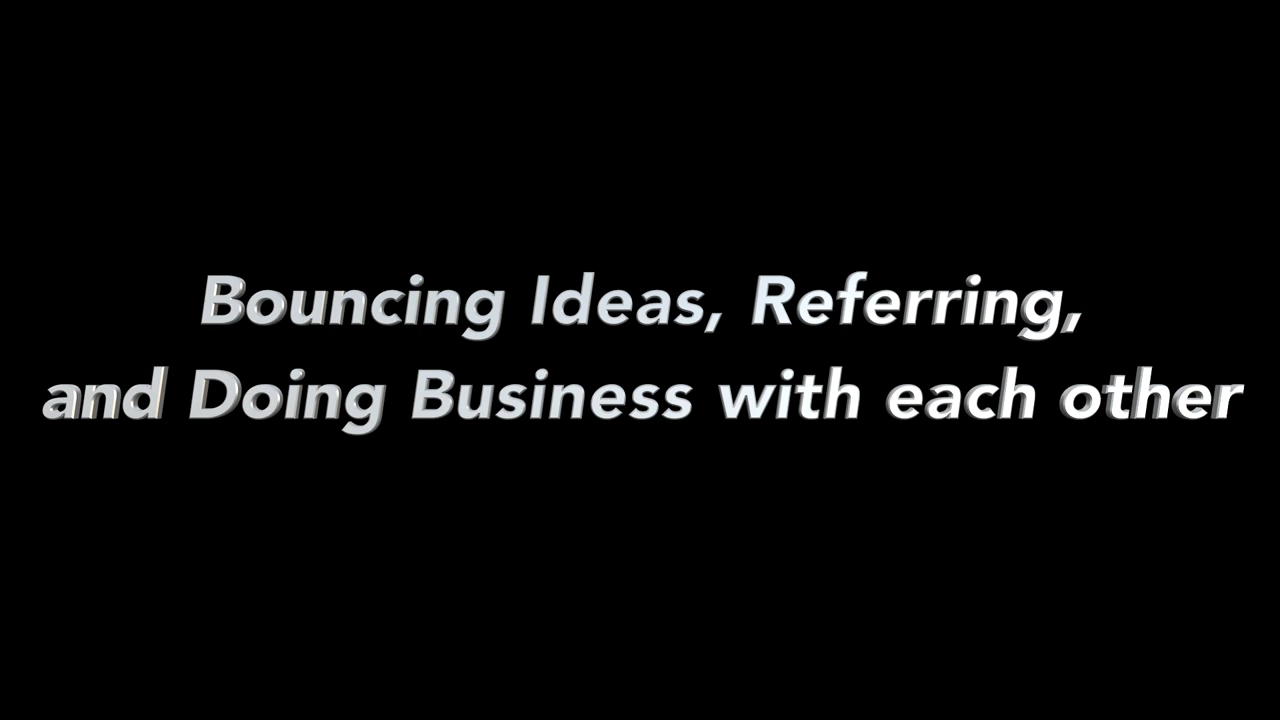 Bouncing Ideas, Referring,
and Doing Business with each other